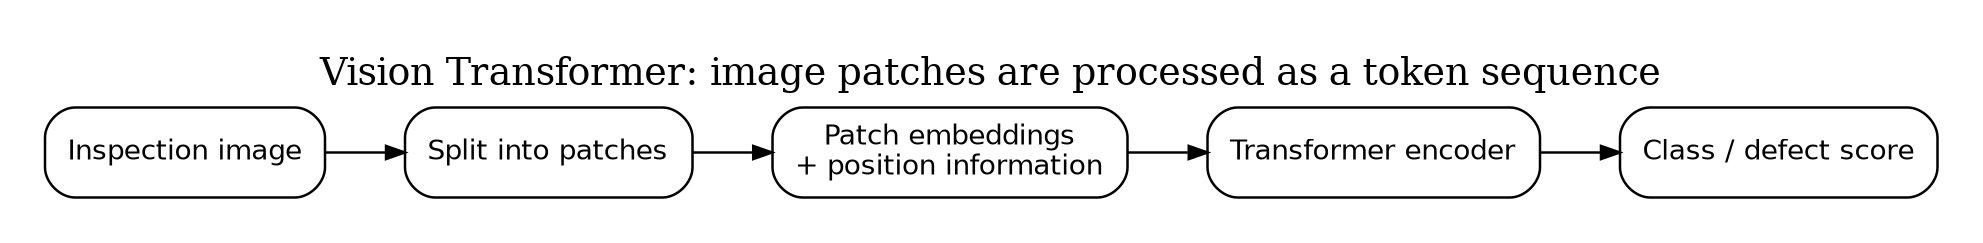 Vision Transformer: image patches are processed as a token sequence
Inspection image
Split into patches
Patch embeddings
+ position information
Transformer encoder
Class / defect score